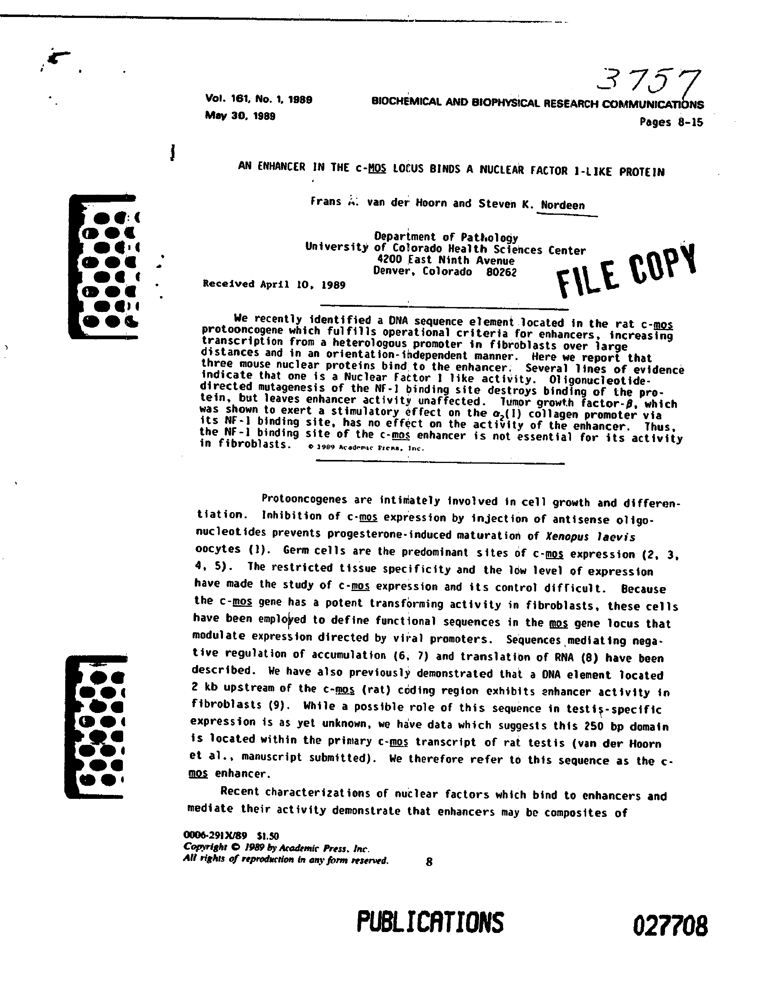 3757
Vol. 161, No. 1, 1989 BIOCHEMICAL AND BIOPHYSICAL RESEARCH COMMUNICATIONS
May 30, 1989 Pages 8-15
AN ENHANCER IN THE c-MOS LOCUS BINDS A NUCLEAR FACTOR 1-LIKE PROTEIN
Frans A. van der Hoorn and Steven K. Nordeen
Department of Pathology
University of Colorado Health Sciences Center
4200 East Ninth Avenue
Denver, Colorado 80262
FILE COPY
Received April 10, 1989
We recently identified a DNA sequence element located in the rat c-mos
protooncogene which fulfills operational criteria for enhancers, increasing
transcription from a heterologous promoter in fibroblasts over large
distances and in an orientation-independent manner. Here we report that
three mouse nuclear proteins bind to the enhancer. Several lines of evidence
indicate that one is a Nuclear Factor 1 like activity. Oligonucleotide-
directed mutagenesis of the NF-1 binding site destroys binding of the pro-
tein, but leaves enhancer activity unaffected. Tumor growth factor-β, which
was shown to exert a stimulatory effect on the α₂(1) collagen promoter via
its NF-1 binding site, has no effect on the activity of the enhancer. Thus,
the NF-1 binding site of the c-mos enhancer is not essential for its activity
in fibroblasts. © 1989 Academic Press, Inc.
Protooncogenes are intimately involved in cell growth and differen-
tiation. Inhibition of c-mos expression by injection of antisense oligo-
nucleotides prevents progesterone-induced maturation of Xenopus laevis
oocytes (1). Germ cells are the predominant sites of c-mos expression (2, 3,
4, 5). The restricted tissue specificity and the low level of expression
have made the study of c-mos expression and its control difficult. Because
the c-mos gene has a potent transforming activity in fibroblasts, these cells
have been employed to define functional sequences in the mos gene locus that
modulate expression directed by viral promoters. Sequences mediating nega-
tive regulation of accumulation (6, 7) and translation of RNA (8) have been
described. We have also previously demonstrated that a DNA element located
2 kb upstream of the c-mos (rat) coding region exhibits enhancer activity in
fibroblasts (9). While a possible role of this sequence in testis-specific
expression is as yet unknown, we have data which suggests this 250 bp domain
is located within the primary c-mos transcript of rat testis (van der Hoorn
et al., manuscript submitted). We therefore refer to this sequence as the c-
mos enhancer.
Recent characterizations of nuclear factors which bind to enhancers and
mediate their activity demonstrate that enhancers may be composites of
0006-291X/89 $1.50
Copyright © 1989 by Academic Press, Inc.
All rights of reproduction in any form reserved. 8
PUBLICATIONS 027708